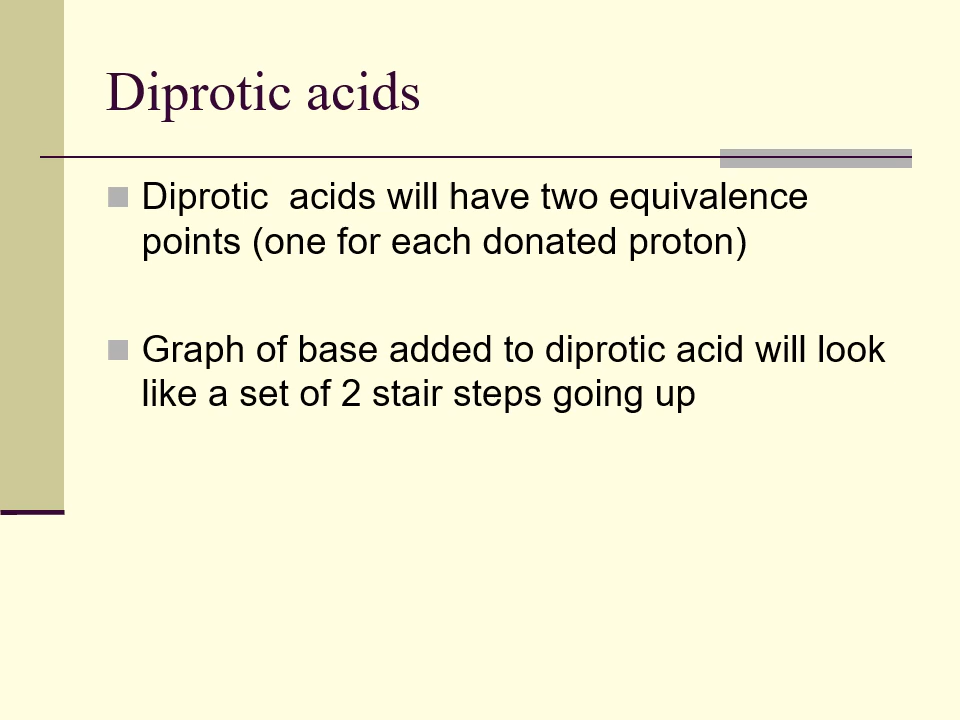 Diprotic acids
Diprotic  acids will have two equivalence
points (one for each donated proton)
Graph of base added to diprotic acid will look
like a set of 2 stair steps going up